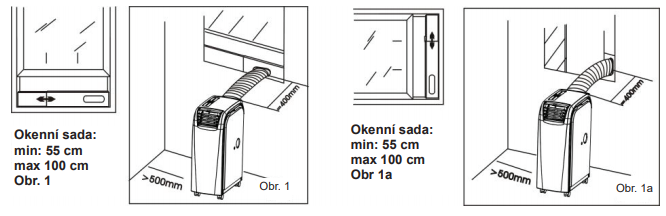 Okenní sada:
min: 55 cm
max 100 cm
Obr. 1
~400mm
>500mm
Obr. 1
Okenní sada:
min: 55 cm
max 100 cm
Obr 1a
~400mm
>500mm
Obr. 1a